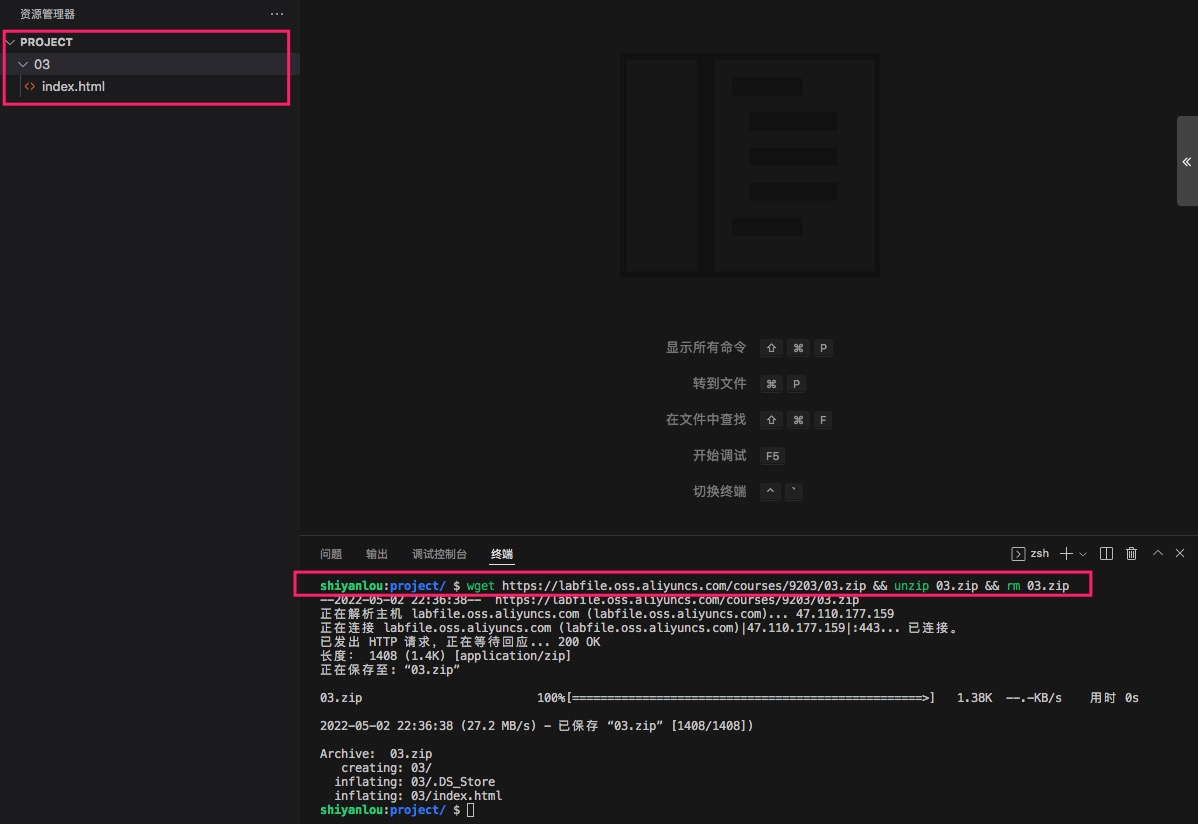 资源管理器
PROJECT
03
index.html
显示所有命令 ⇧ ⌘ P
转到文件 ⌘ P
在文件中查找 ⇧ ⌘ F
开始调试 F5
切换终端 ^ `
问题 输出 调试控制台 终端 zsh
shiyanlou:project/ $ wget https://labfile.oss.aliyuncs.com/courses/9203/03.zip && unzip 03.zip && rm 03.zip
--2022-05-02 22:36:38-- https://labfile.oss.aliyuncs.com/courses/9203/03.zip
正在解析主机 labfile.oss.aliyuncs.com (labfile.oss.aliyuncs.com)... 47.110.177.159
正在连接 labfile.oss.aliyuncs.com (labfile.oss.aliyuncs.com)|47.110.177.159|:443... 已连接。
已发出 HTTP 请求，正在等待回应... 200 OK
长度： 1408 (1.4K) [application/zip]
正在保存至: “03.zip”
03.zip 100%[==================================================>] 1.38K --.-KB/s 用时 0s
2022-05-02 22:36:38 (27.2 MB/s) - 已保存 “03.zip” [1408/1408])
Archive: 03.zip
creating: 03/
inflating: 03/.DS_Store
inflating: 03/index.html
shiyanlou:project/ $